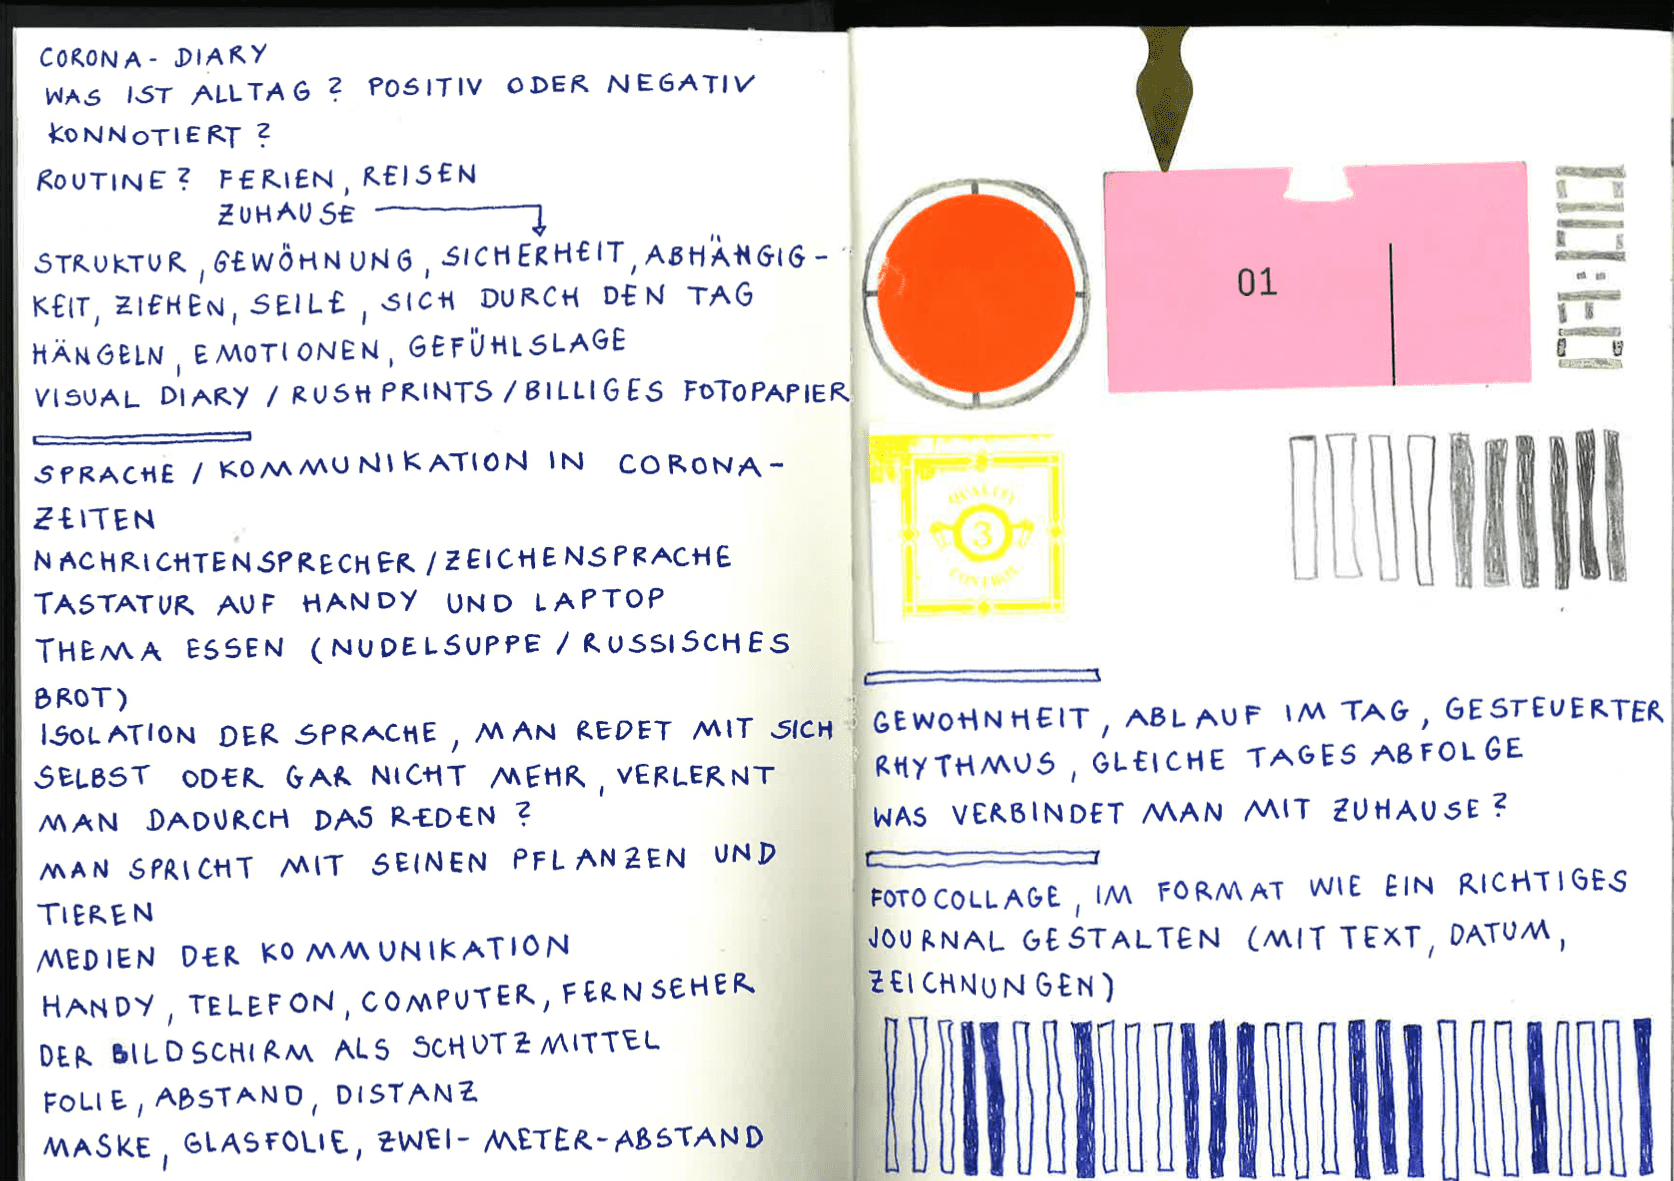 CORONA- DIARY
WAS IST ALLTAG? POSITIV ODER NEGATIV
KONNOTIERT?
ROUTINE? FERIEN, REISEN
ZUHAUSE
STRUKTUR, GEWÖHNUNG, SICHERHEIT, ABHÄNGIG-
KEIT, ZIEHEN, SEILE, SICH DURCH DEN TAG
HÄNGELN, EMOTIONEN, GEFÜHLSLAGE
VISUAL DIARY / RUSHPRINTS / BILLIGES FOTOPAPIER
SPRACHE / KOMMUNIKATION IN CORONA-
ZEITEN
NACHRICHTENSPRECHER / ZEICHENSPRACHE
TASTATUR AUF HANDY UND LAPTOP
THEMA ESSEN (NUDELSUPPE / RUSSISCHES
BROT)
ISOLATION DER SPRACHE, MAN REDET MIT SICH
SELBST ODER GAR NICHT MEHR, VERLERNT
MAN DADURCH DAS REDEN?
MAN SPRICHT MIT SEINEN PFLANZEN UND
TIEREN
MEDIEN DER KOMMUNIKATION
HANDY, TELEFON, COMPUTER, FERNSEHER
DER BILDSCHIRM ALS SCHUTZMITTEL
FOLIE, ABSTAND, DISTANZ
MASKE, GLASFOLIE, ZWEI-METER-ABSTAND
01
QUALITY
3
CONTROL
GEWOHNHEIT, ABLAUF IM TAG, GESTEUERTER
RHYTHMUS, GLEICHE TAGES ABFOLGE
WAS VERBINDET MAN MIT ZUHAUSE?
FOTOCOLLAGE, IM FORMAT WIE EIN RICHTIGES
JOURNAL GESTALTEN (MIT TEXT, DATUM,
ZEICHNUNGEN)